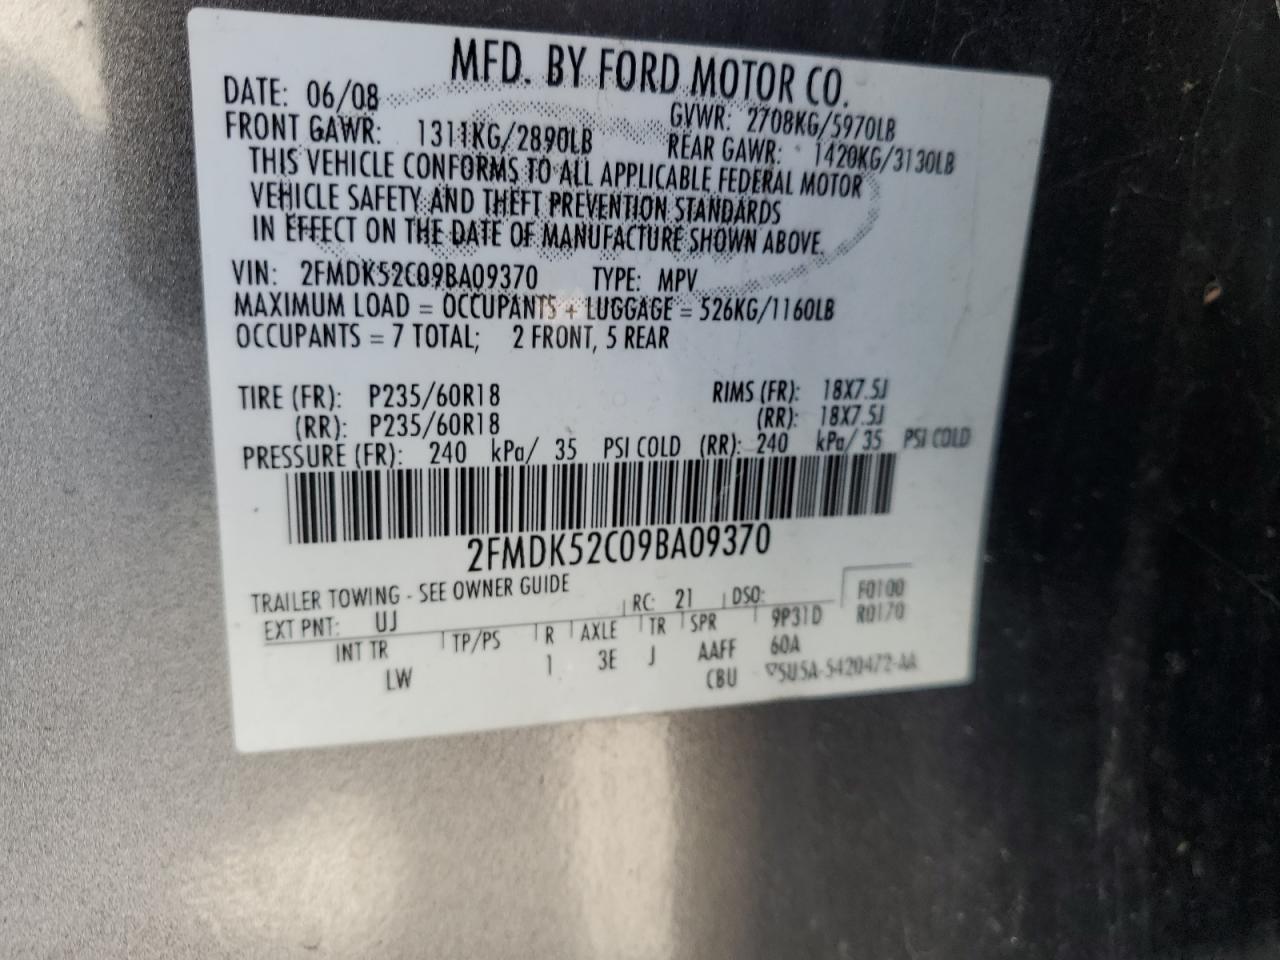 MFD. BY FORD MOTOR CO.
DATE: 06/08 GVWR: 2708KG/5970LB
FRONT GAWR: 1311KG/2890LB REAR GAWR: 1420KG/3130LB
THIS VEHICLE CONFORMS TO ALL APPLICABLE FEDERAL MOTOR
VEHICLE SAFETY AND THEFT PREVENTION STANDARDS
IN EFFECT ON THE DATE OF MANUFACTURE SHOWN ABOVE.
VIN: 2FMDK52C09BA09370 TYPE: MPV
MAXIMUM LOAD = OCCUPANTS + LUGGAGE = 526KG/1160LB
OCCUPANTS = 7 TOTAL; 2 FRONT, 5 REAR
TIRE (FR): P235/60R18 RIMS (FR): 18X7.5J
(RR): P235/60R18 (RR): 18X7.5J
PRESSURE (FR): 240 kPa/ 35 PSI COLD (RR): 240 kPa/ 35 PSI COLD
2FMDK52C09BA09370
TRAILER TOWING - SEE OWNER GUIDE F0100
EXT PNT: UJ RC: 21 DSO: R0170
INT TR TP/PS R AXLE TR SPR 9P31D
LW 1 3E J AAFF 60A
CBU ▽5U5A-5420472-AA